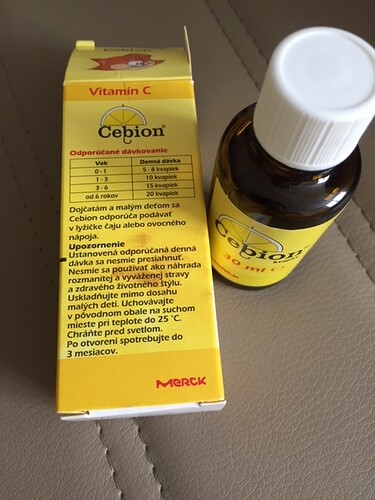 Cebion
Vitamín C
Cebion®
Odporúčané dávkovanie
Vek Denná dávka
0 - 1 5 - 8 kvapiek
1 - 3 10 kvapiek
3 - 6 15 kvapiek
od 6 rokov 20 kvapiek
Dojčatám a malým deťom sa
Cebion odporúča podávať
v lyžičke čaju alebo ovocného
nápoja.
Upozornenie
Ustanovená odporúčaná denná
dávka sa nesmie presiahnuť.
Nesmie sa používať ako náhrada
rozmanitej a vyváženej stravy
a zdravého životného štýlu.
Uskladňujte mimo dosahu
malých detí. Uchovávajte
v pôvodnom obale na suchom
mieste pri teplote do 25 °C.
Chráňte pred svetlom.
Po otvorení spotrebujte do
3 mesiacov.
MERCK
Cebion®
30 ml